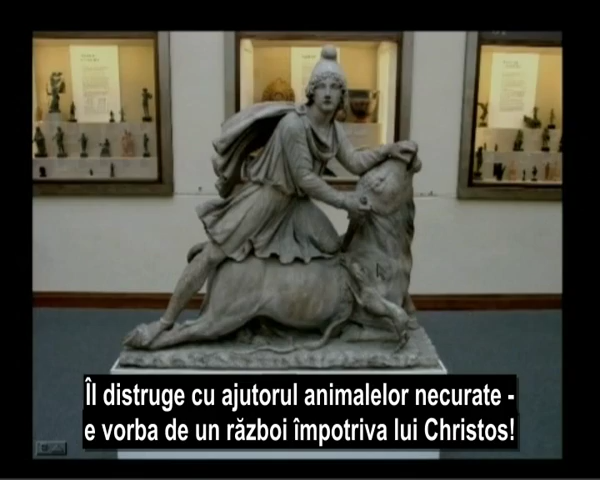 Îl distruge cu ajutorul animalelor necurate -
e vorba de un război împotriva lui Christos!